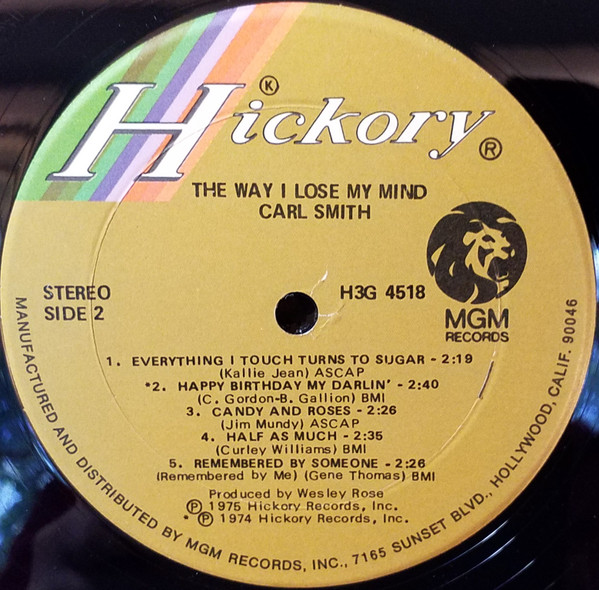 Hickory
Ⓚ
®
THE WAY I LOSE MY MIND
CARL SMITH
STEREO
SIDE 2
H3G 4518
MGM
RECORDS
1. EVERYTHING I TOUCH TURNS TO SUGAR - 2:19
(Kallie Jean) ASCAP
*2. HAPPY BIRTHDAY MY DARLIN' - 2:40
(C. Gordon-B. Gallion) BMI
3. CANDY AND ROSES - 2:26
(Jim Mundy) ASCAP
4. HALF AS MUCH - 2:35
(Curley Williams) BMI
5. REMEMBERED BY SOMEONE - 2:26
(Remembered by Me) (Gene Thomas) BMI
Produced by Wesley Rose
℗ 1975 Hickory Records, Inc.
* ℗ 1974 Hickory Records, Inc.
MANUFACTURED AND DISTRIBUTED BY MGM RECORDS, INC., 7165 SUNSET BLVD., HOLLYWOOD, CALIF. 90046